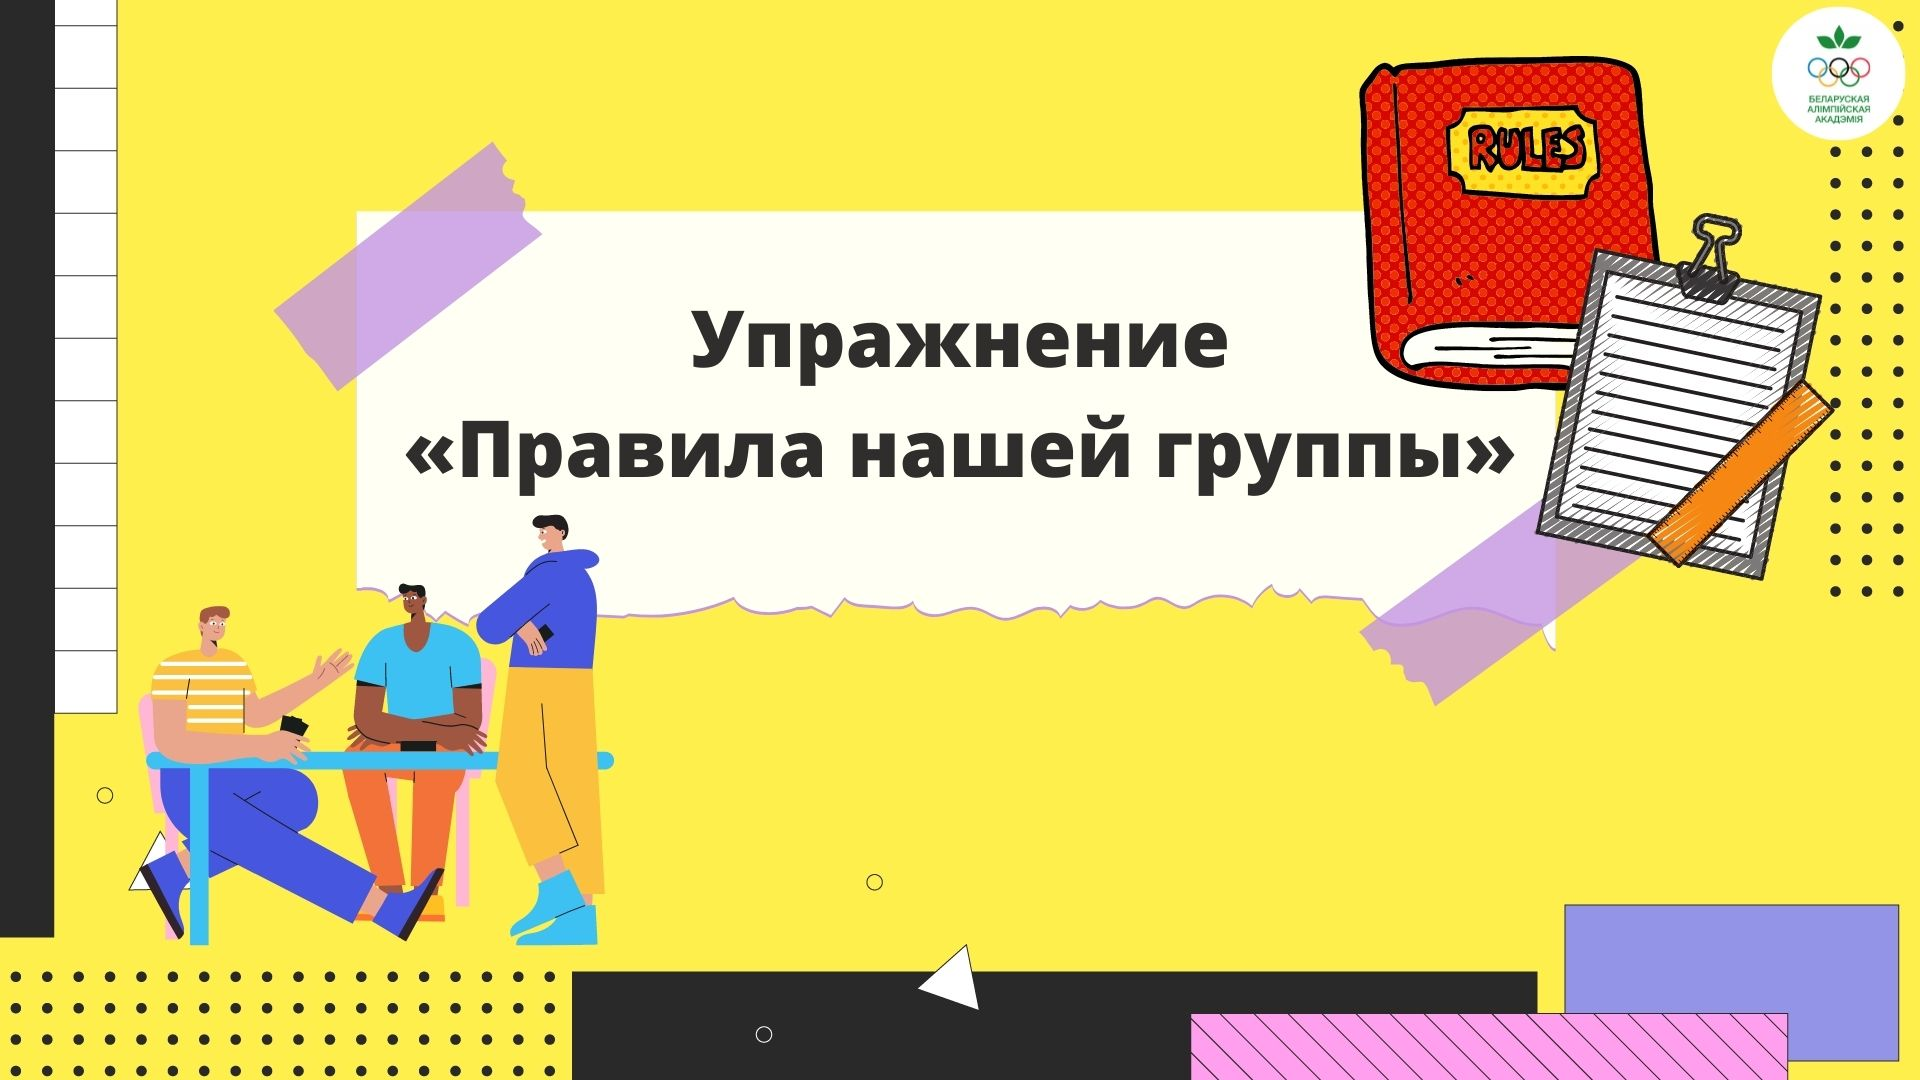 БЕЛАРУСКАЯ
АЛІМПІЙСКАЯ
АКАДЭМІЯ
RULES
Упражнение
«Правила нашей группы»